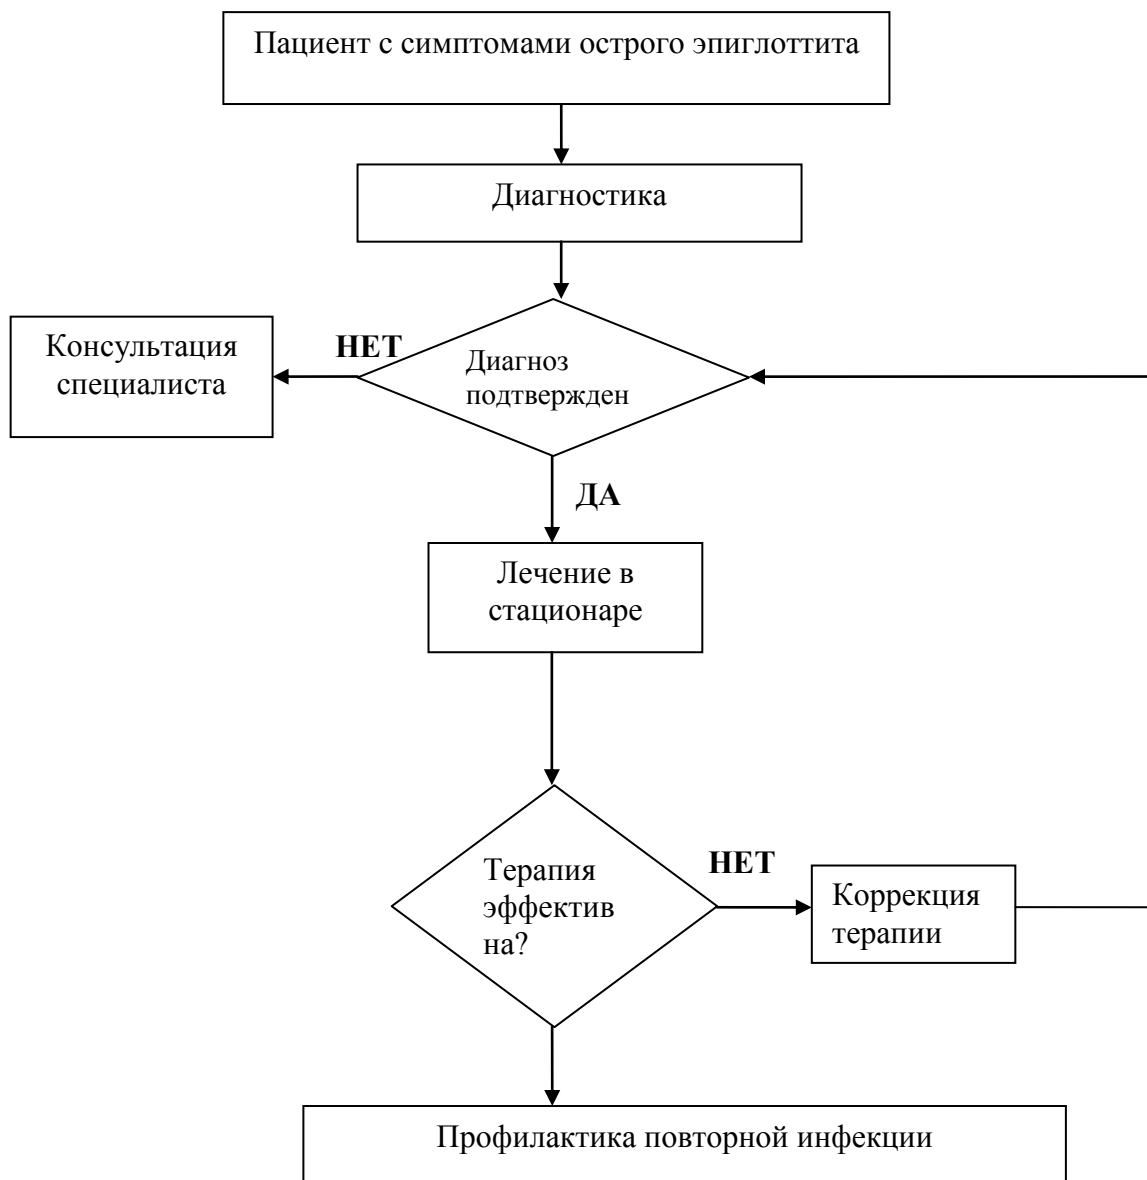 Пациент с симптомами острого эпиглоттита
Диагностика
Консультация
специалиста
НЕТ
Диагноз
подтвержден
ДА
Лечение в
стационаре
Терапия
эффектив
на?
НЕТ
Коррекция
терапии
Профилактика повторной инфекции